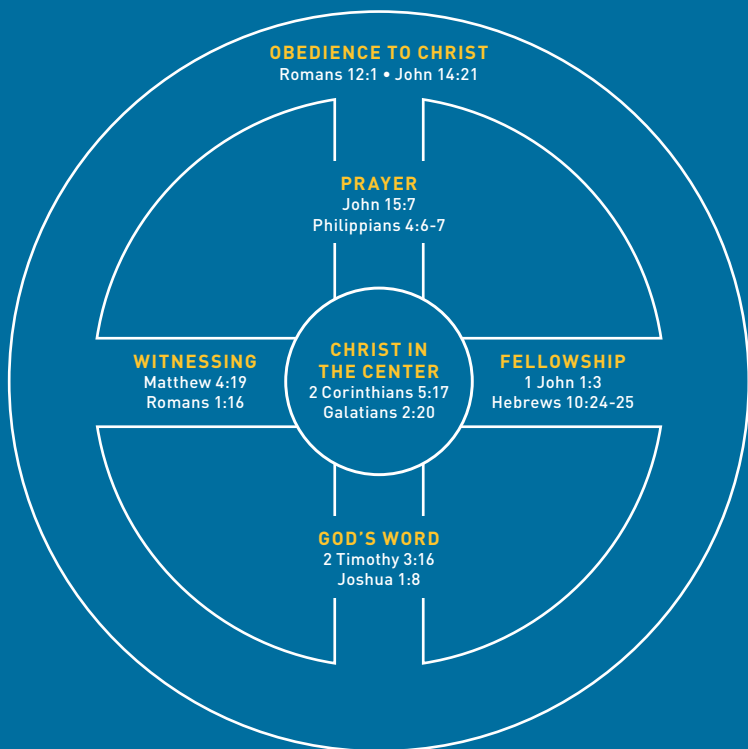 OBEDIENCE TO CHRIST
Romans 12:1 • John 14:21
PRAYER
John 15:7
Philippians 4:6-7
WITNESSING
Matthew 4:19
Romans 1:16
CHRIST IN
THE CENTER
2 Corinthians 5:17
Galatians 2:20
FELLOWSHIP
1 John 1:3
Hebrews 10:24-25
GOD'S WORD
2 Timothy 3:16
Joshua 1:8